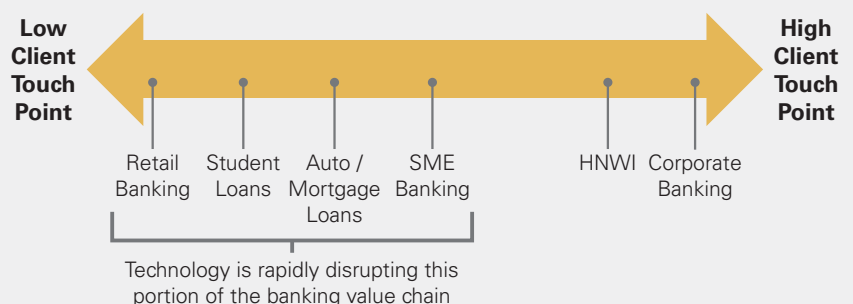 Low
Client
Touch
Point
High
Client
Touch
Point
Retail
Banking
Student
Loans
Auto /
Mortgage
Loans
SME
Banking
HNWI
Corporate
Banking
Technology is rapidly disrupting this
portion of the banking value chain